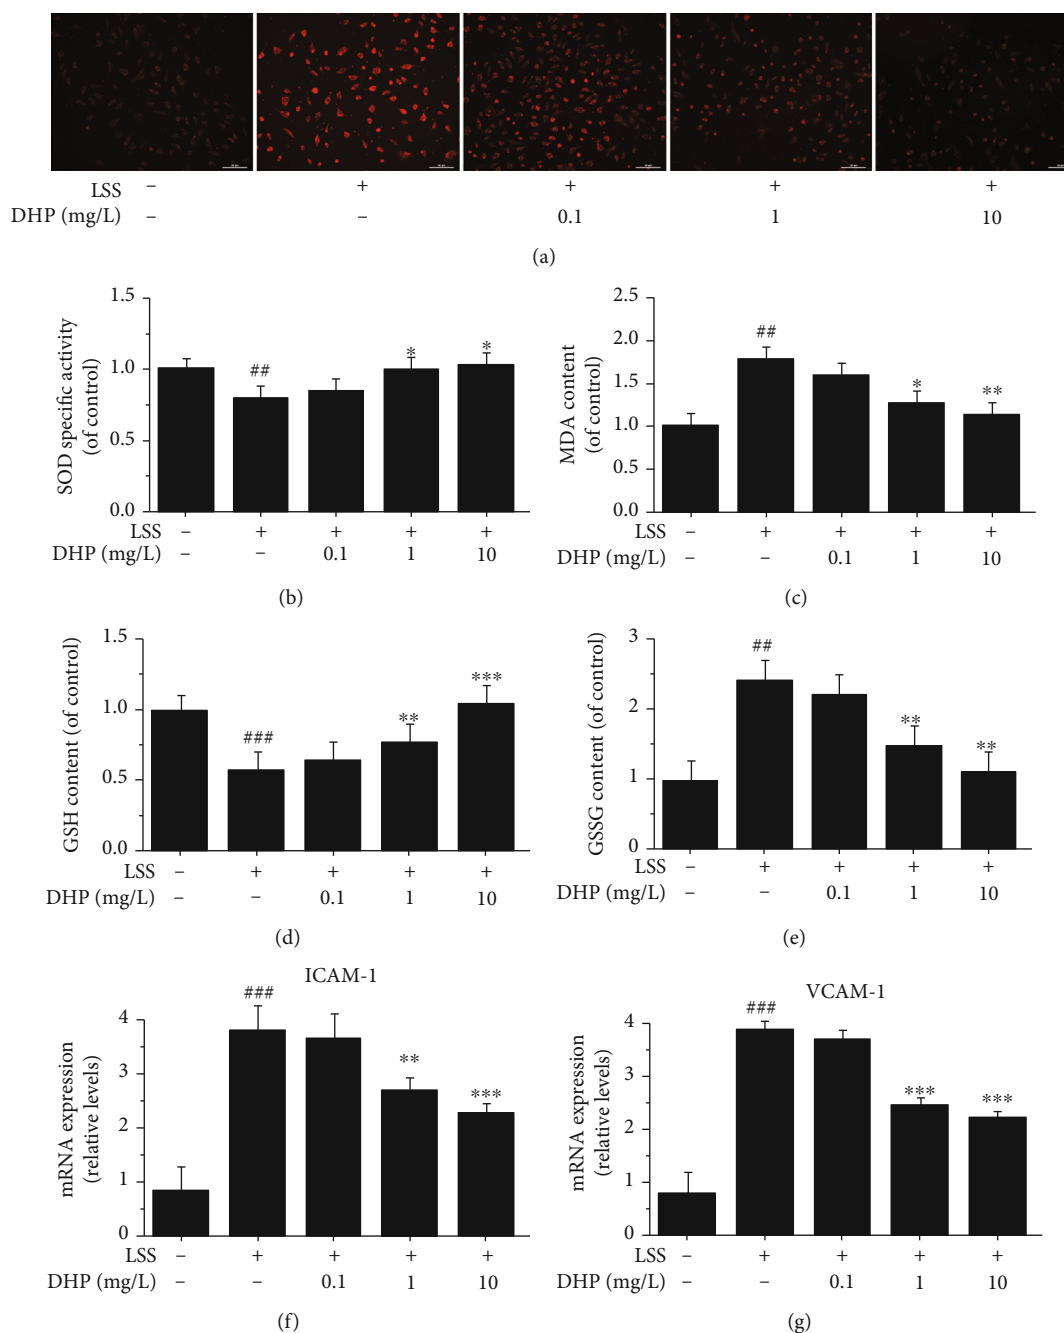 LSS – + + + +
DHP (mg/L) – – 0.1 1 10
(a)
SOD specific activity
(of control)
1.5
1.0
0.5
0.0
##
*
*
LSS – + + + +
DHP (mg/L) – – 0.1 1 10
(b)
MDA content
(of control)
2.5
2.0
1.5
1.0
0.5
0.0
##
*
**
LSS – + + + +
DHP (mg/L) – – 0.1 1 10
(c)
GSH content (of control)
1.5
1.0
0.5
0.0
###
**
***
LSS – + + + +
DHP (mg/L) – – 0.1 1 10
(d)
GSSG content (of control)
3
2
1
0
##
**
**
LSS – + + + +
DHP (mg/L) – – 0.1 1 10
(e)
ICAM-1
mRNA expression
(relative levels)
4
3
2
1
0
###
**
***
LSS – + + + +
DHP (mg/L) – – 0.1 1 10
(f)
VCAM-1
mRNA expression
(relative levels)
4
3
2
1
0
###
***
***
LSS – + + + +
DHP (mg/L) – – 0.1 1 10
(g)